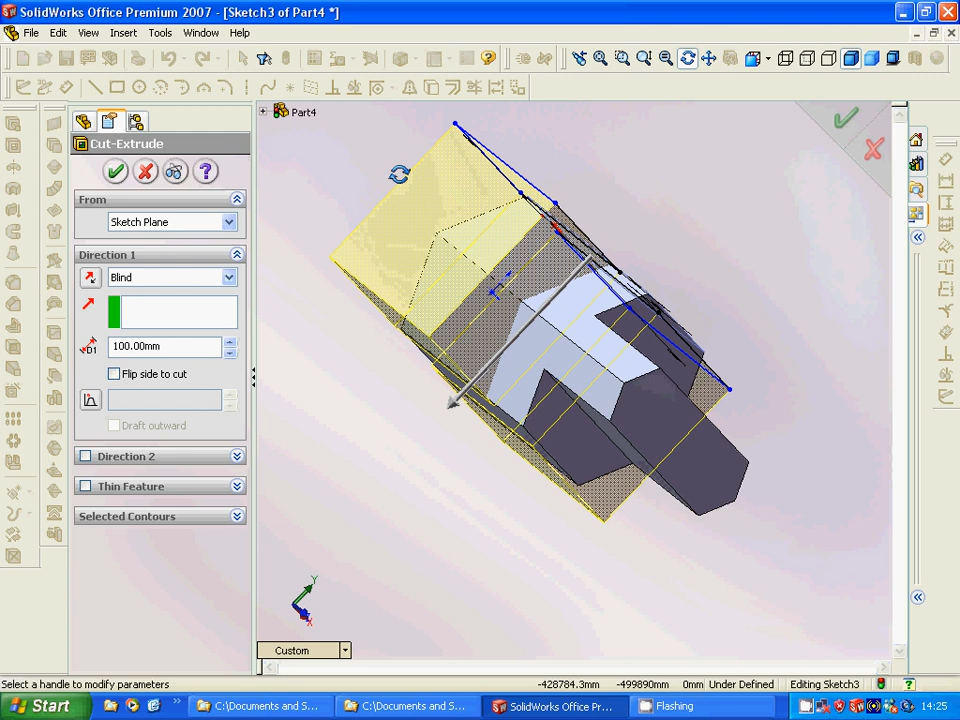 SolidWorks Office Premium 2007 - [Sketch3 of Part4 *]
File Edit View Insert Tools Window Help
Part4
Cut-Extrude
From
Sketch Plane
Direction 1
Blind
D1
100.00mm
Flip side to cut
Draft outward
Direction 2
Thin Feature
Selected Contours
Y
X
Custom
Select a handle to modify parameters
-428784.3mm
-499890mm
0mm
Under Defined
Editing Sketch3
Start
C:\Documents and S...
C:\Documents and S...
SolidWorks Office Pr...
Flashing
14:25